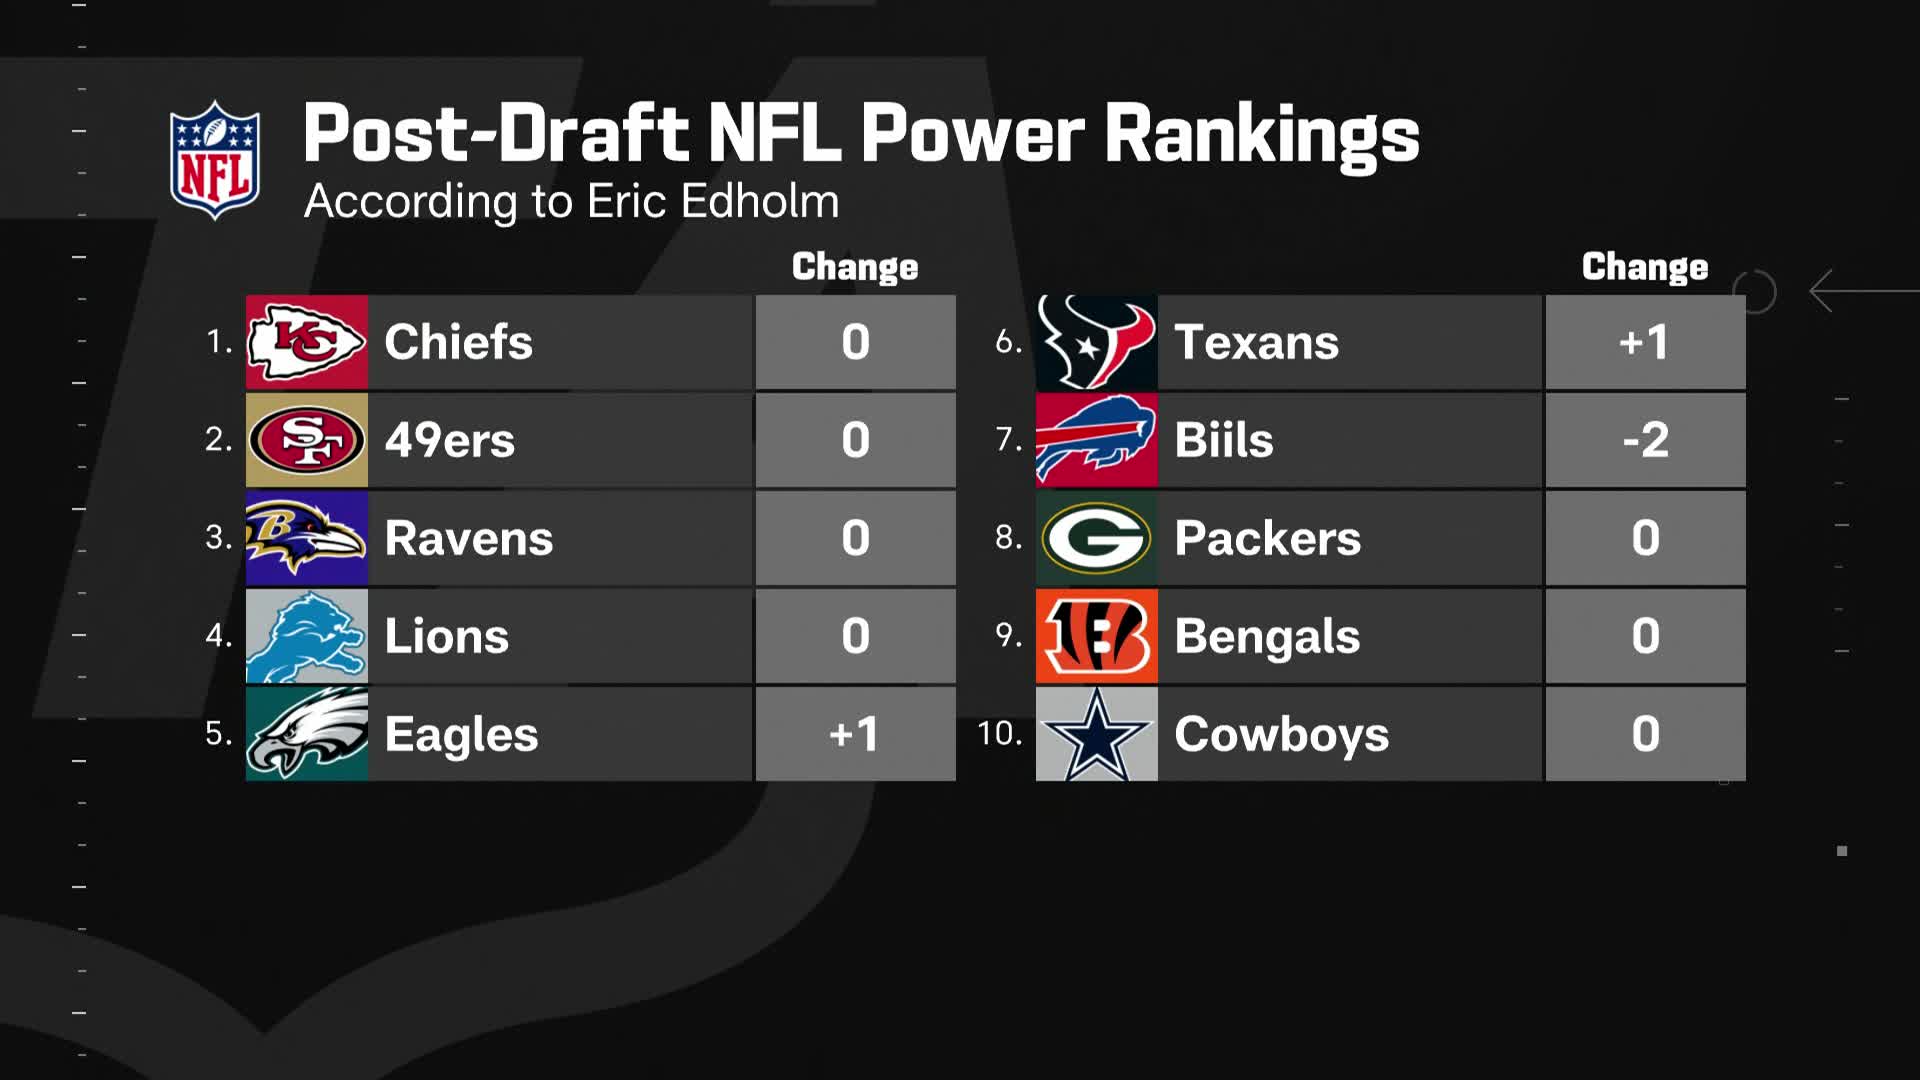 NFL
Post-Draft NFL Power Rankings
According to Eric Edholm
Change
1. Chiefs 0
2. 49ers 0
3. Ravens 0
4. Lions 0
5. Eagles +1
Change
6. Texans +1
7. Biils -2
8. Packers 0
9. Bengals 0
10. Cowboys 0